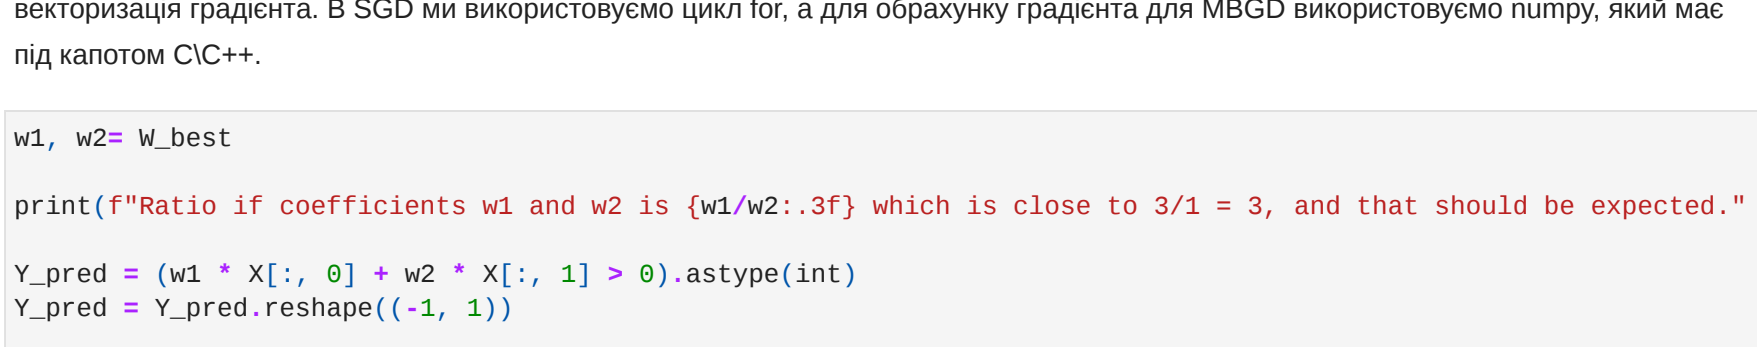 векторизація градієнта. В SGD ми використовуємо цикл for, а для обрахунку градієнта для MBGD використовуємо numpy, який має
під капотом C\C++.
w1, w2= W_best
print(f"Ratio if coefficients w1 and w2 is {w1/w2:.3f} which is close to 3/1 = 3, and that should be expected."
Y_pred = (w1 * X[:, 0] + w2 * X[:, 1] > 0).astype(int)
Y_pred = Y_pred.reshape((-1, 1))